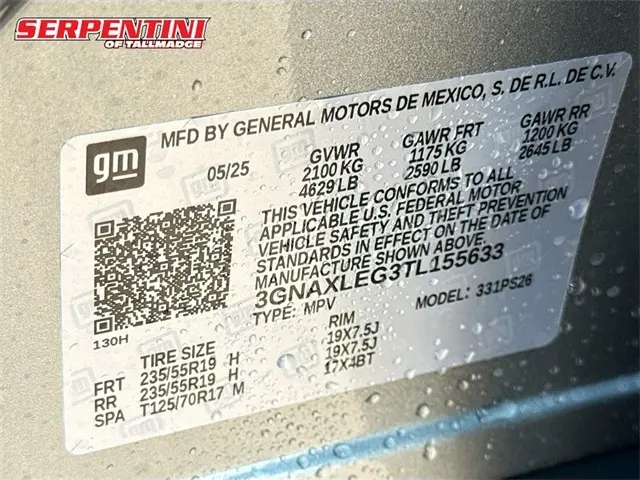 SERPENTINI
OF TALLMADGE
gm
MFD BY GENERAL MOTORS DE MEXICO, S. DE R.L. DE C.V.
05/25
GVWR GAWR FRT GAWR RR
2100 KG 1175 KG 1200 KG
4629 LB 2590 LB 2645 LB
THIS VEHICLE CONFORMS TO ALL
APPLICABLE U.S. FEDERAL MOTOR
VEHICLE SAFETY AND THEFT PREVENTION
STANDARDS IN EFFECT ON THE DATE OF
MANUFACTURE SHOWN ABOVE.
3GNAXLEG3TL155633
TYPE: MPV MODEL: 331PS26
130H
TIRE SIZE RIM
FRT 235/55R19 H 19X7.5J
RR 235/55R19 H 19X7.5J
SPA T125/70R17 M 17X4BT